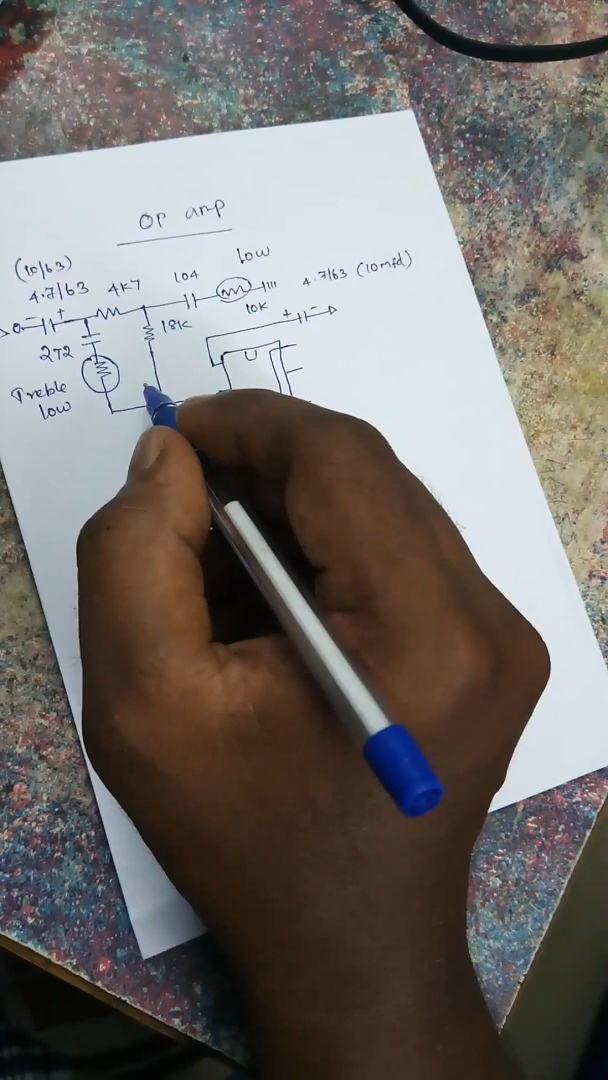 Op amp
(10/63)
4.7/63
4K7
104
low
4.7/63 (10mfd)
10K
18K
272
Treble
low